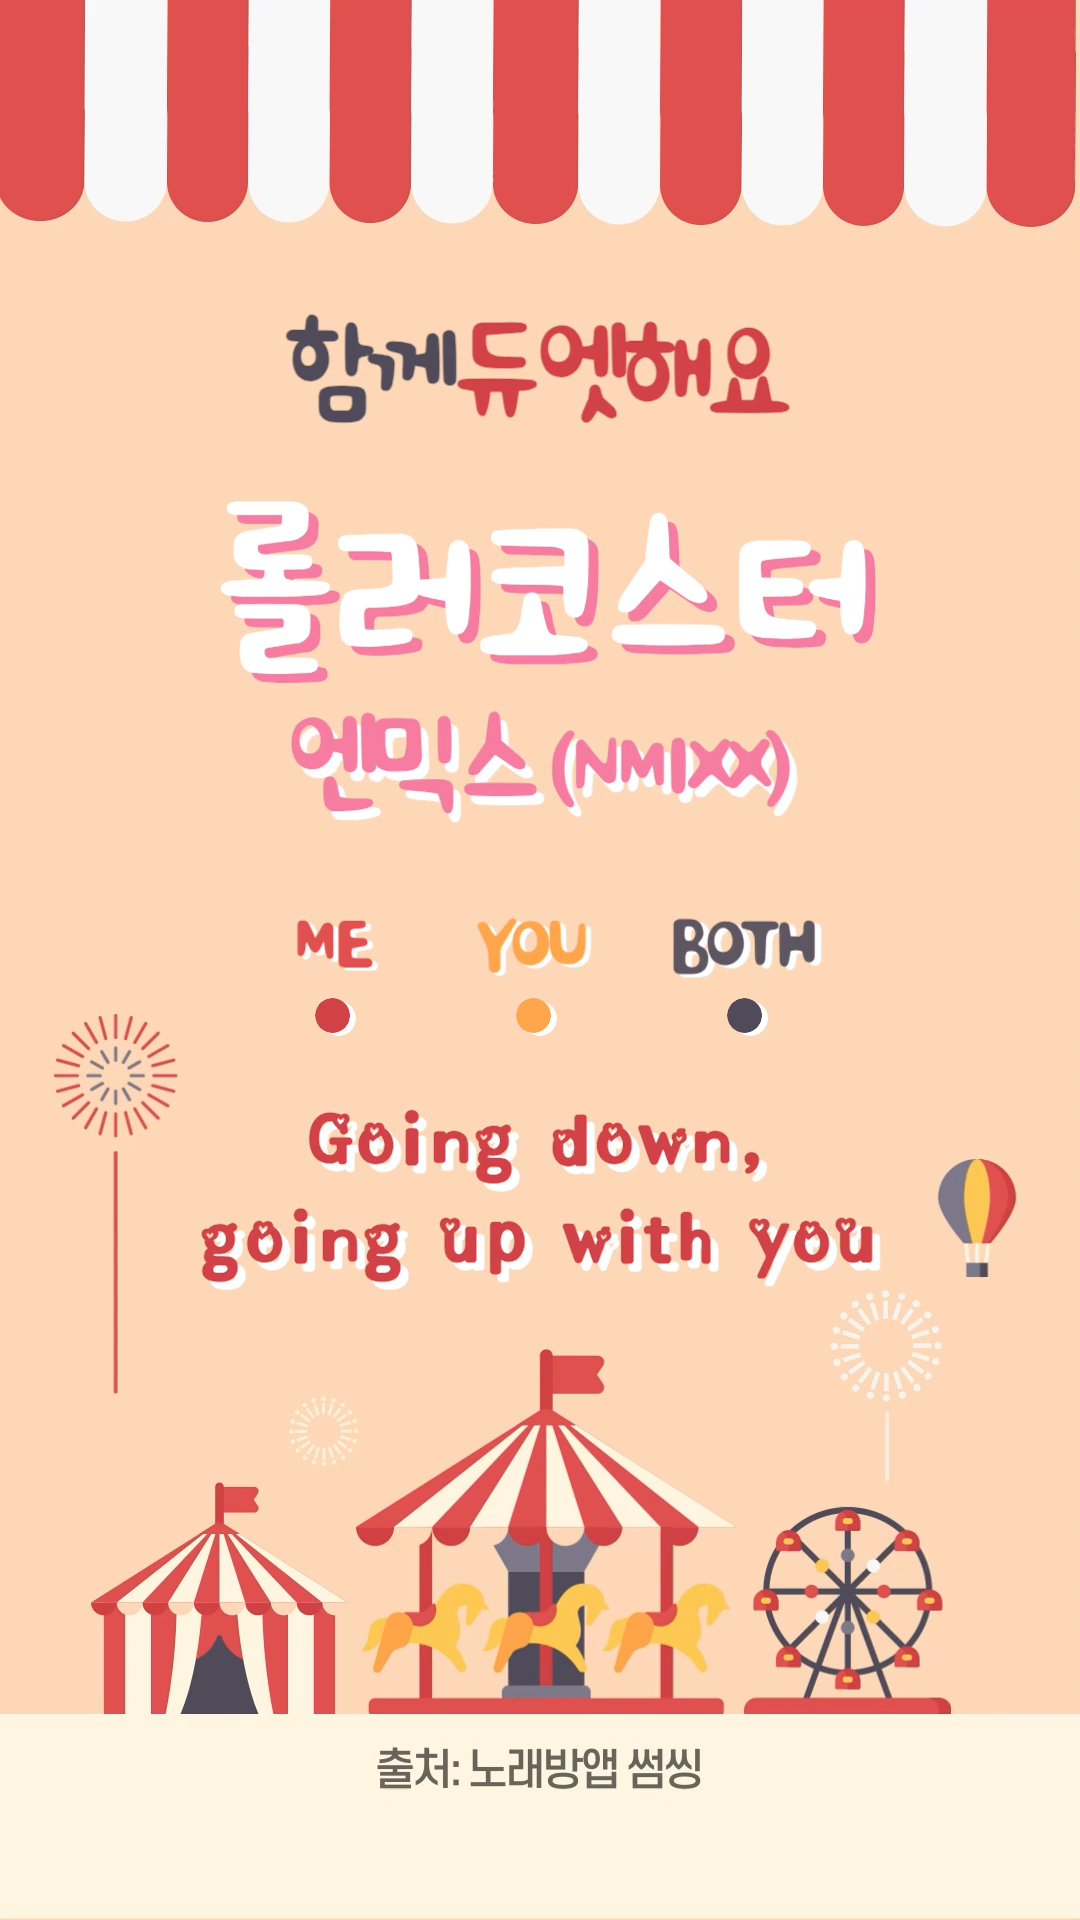 함께듀엣해요
롤러코스터
엔믹스(NMIXX)
ME YOU BOTH
Going down,
going up with you
출처: 노래방앱 썸씽